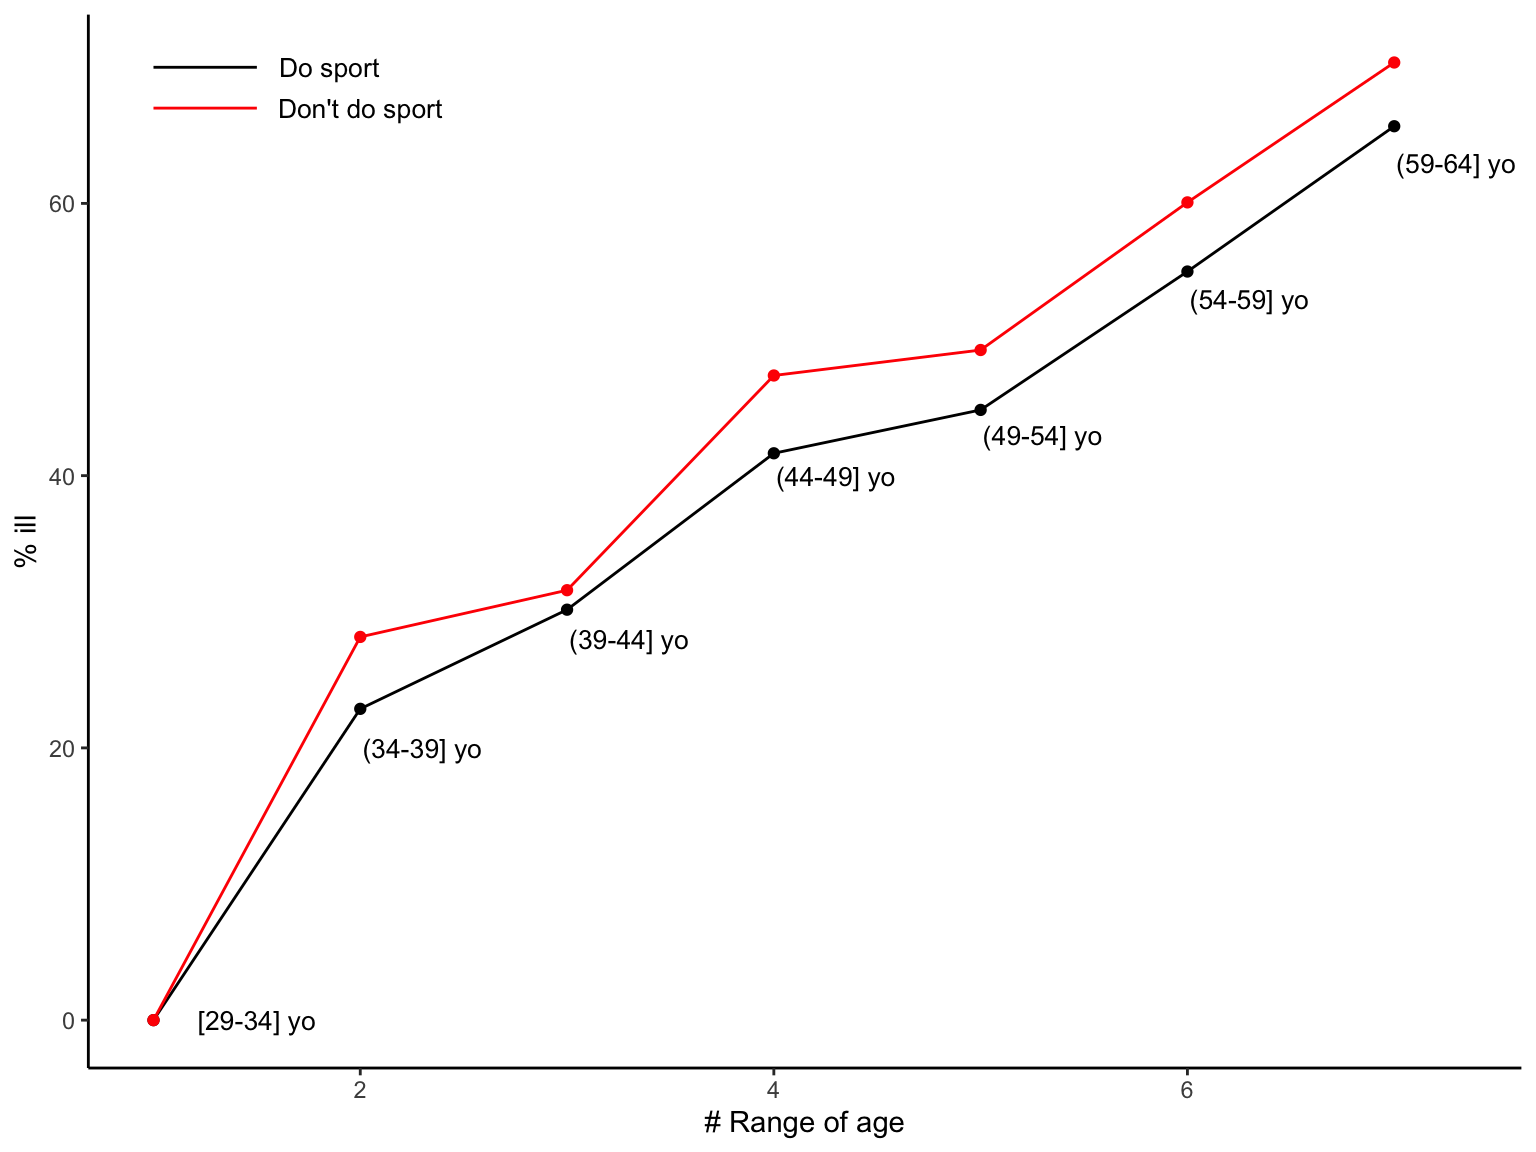 Do sport
Don't do sport
(59-64] yo
60
(54-59] yo
(49-54] yo
(44-49] yo
40
% ill
(39-44] yo
(34-39] yo
20
[29-34] yo
0
2
4
6
# Range of age